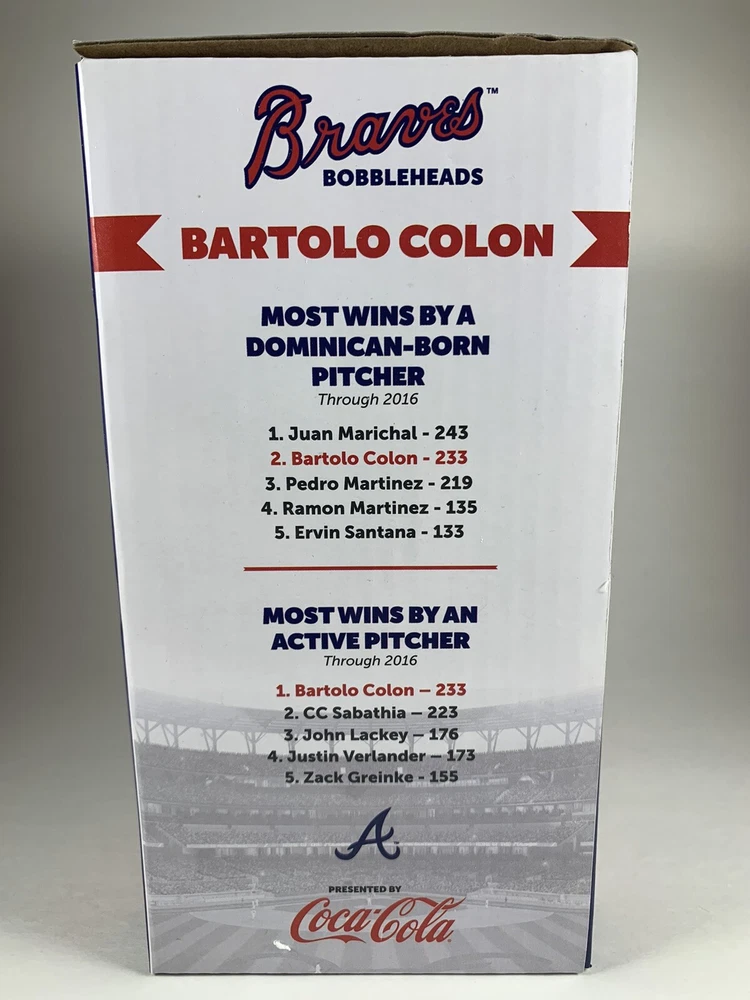 Braves™
BOBBLEHEADS
BARTOLO COLON
MOST WINS BY A
DOMINICAN-BORN
PITCHER
Through 2016
1. Juan Marichal - 243
2. Bartolo Colon - 233
3. Pedro Martinez - 219
4. Ramon Martinez - 135
5. Ervin Santana - 133
MOST WINS BY AN
ACTIVE PITCHER
Through 2016
1. Bartolo Colon – 233
2. CC Sabathia – 223
3. John Lackey – 176
4. Justin Verlander – 173
5. Zack Greinke - 155
A
PRESENTED BY
Coca-Cola